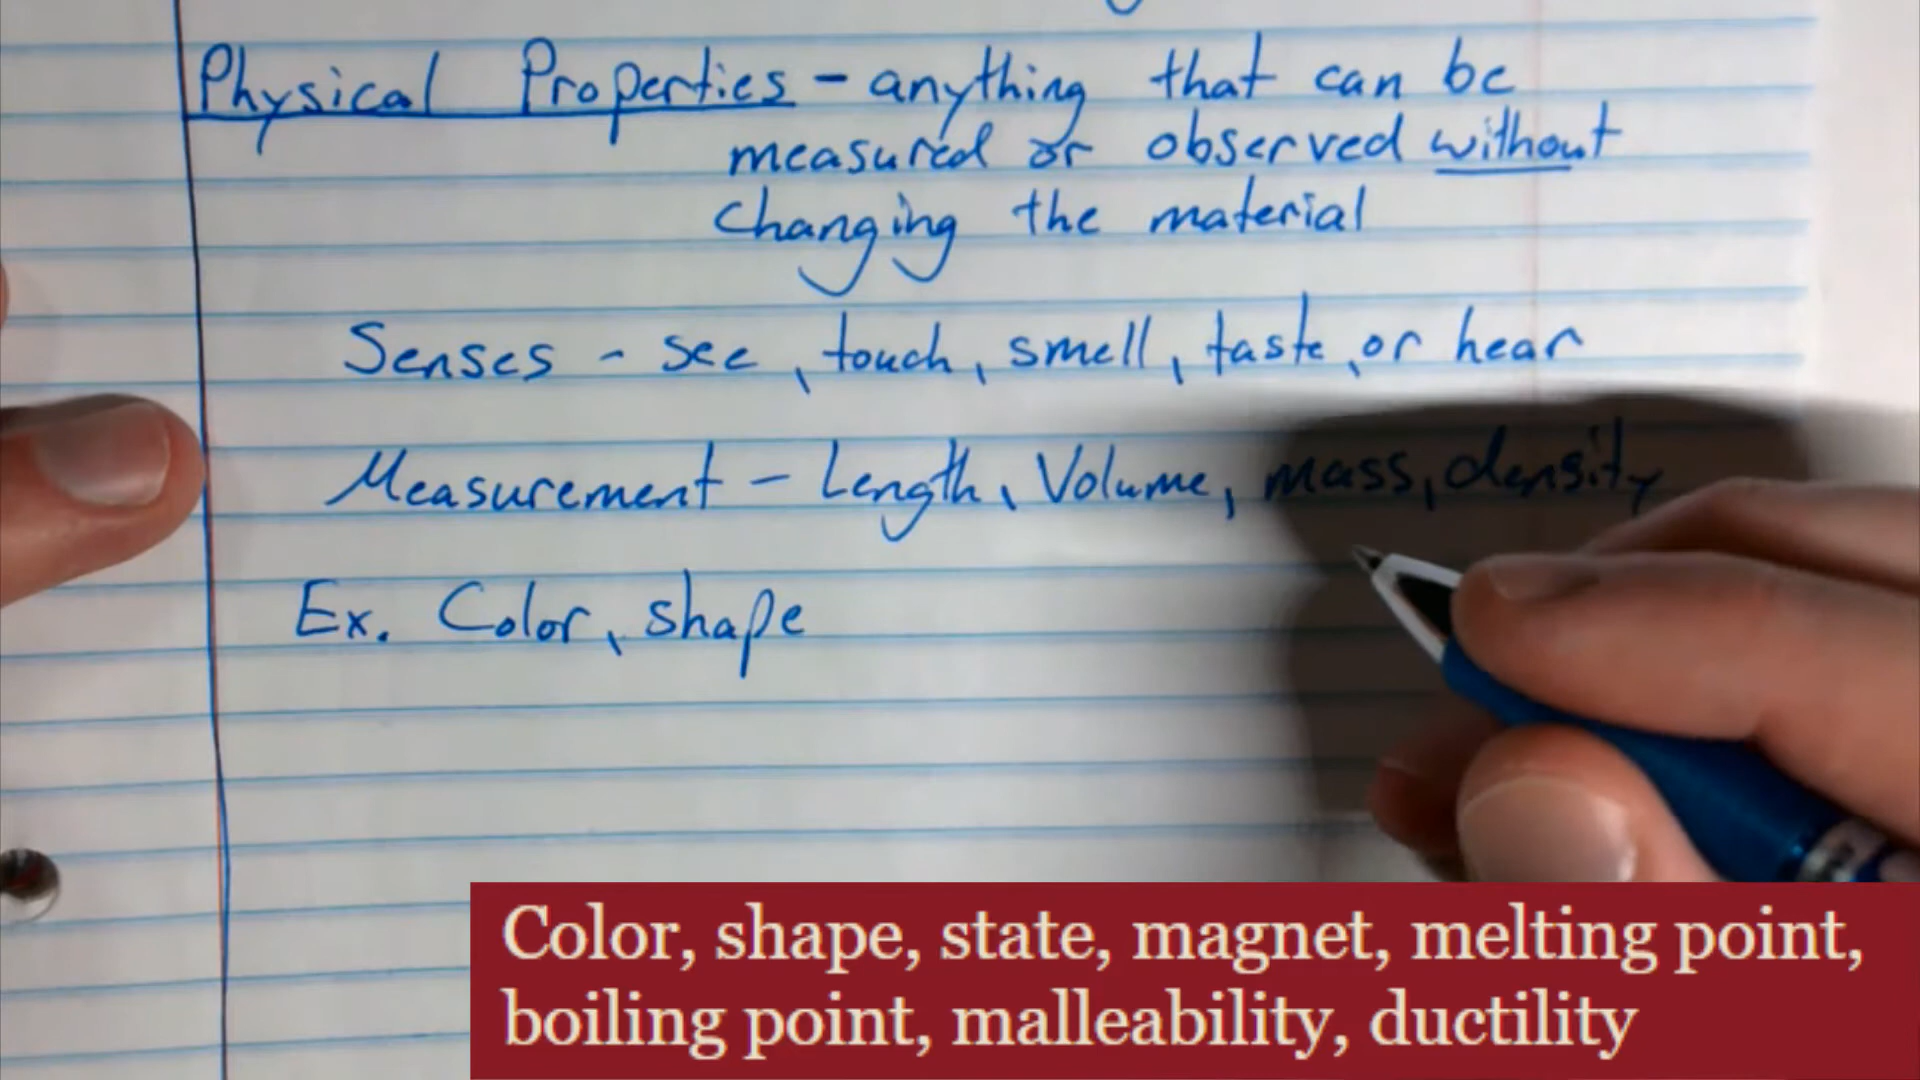 Physical Properties - anything that can be
measured or observed without
changing the material
Senses - see, touch, smell, taste, or hear
Measurement - Length, Volume, mass, density
Ex. Color, shape
Color, shape, state, magnet, melting point,
boiling point, malleability, ductility